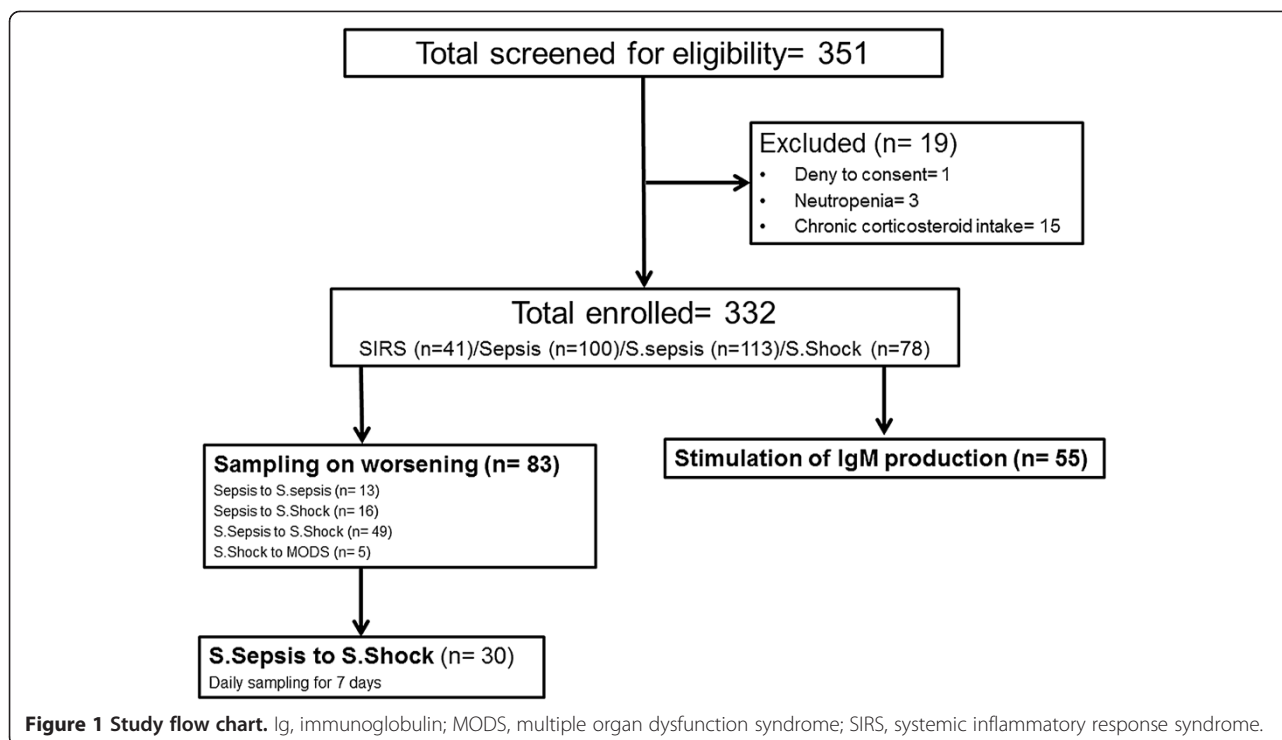 Total screened for eligibility= 351
Excluded (n= 19)
• Deny to consent= 1
• Neutropenia= 3
• Chronic corticosteroid intake= 15
Total enrolled= 332
SIRS (n=41)/Sepsis (n=100)/S.sepsis (n=113)/S.Shock (n=78)
Sampling on worsening (n= 83)
Sepsis to S.sepsis (n= 13)
Sepsis to S.Shock (n= 16)
S.Sepsis to S.Shock (n= 49)
S.Shock to MODS (n= 5)
Stimulation of IgM production (n= 55)
S.Sepsis to S.Shock (n= 30)
Daily sampling for 7 days
Figure 1 Study flow chart. Ig, immunoglobulin; MODS, multiple organ dysfunction syndrome; SIRS, systemic inflammatory response syndrome.